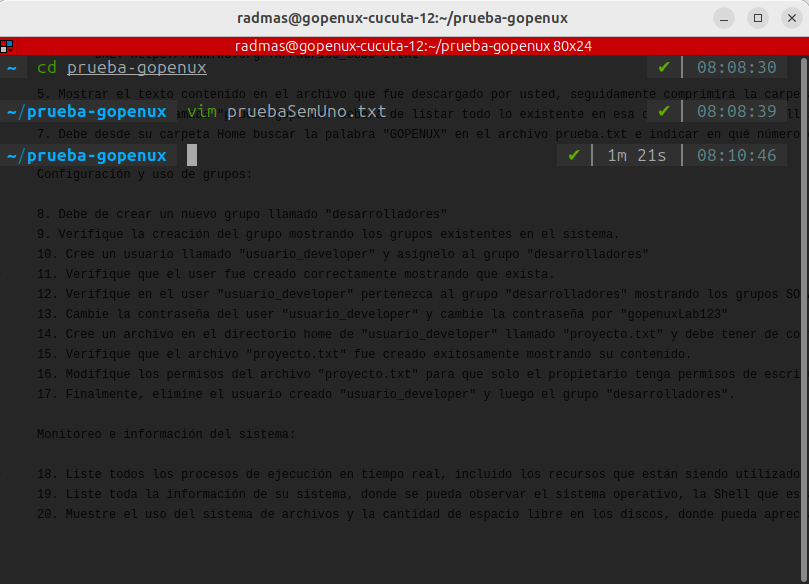 radmas@gopenux-cucuta-12:~/prueba-gopenux
radmas@gopenux-cucuta-12:~/prueba-gopenux 80x24
~ cd prueba-gopenux ✔ 08:08:30
5. Mostrar el texto contenido en el archivo que fue descargado por usted, seguidamente comprimirá la carpe
~/prueba-gopenux vim pruebaSemUno.txt ✔ 08:08:39
de listar todo lo existente en esa
7. Debe desde su carpeta Home buscar la palabra "GOPENUX" en el archivo prueba.txt e indicar en qué número
~/prueba-gopenux ✔ 1m 21s 08:10:46
Configuración y uso de grupos:
8. Debe de crear un nuevo grupo llamado "desarrolladores"
9. Verifique la creación del grupo mostrando los grupos existentes en el sistema.
10. Cree un usuario llamado "usuario_developer" y asígnelo al grupo "desarrolladores"
11. Verifique que el user fue creado correctamente mostrando que exista.
12. Verifique en el user "usuario_developer" pertenezca al grupo "desarrolladores" mostrando los grupos SO
13. Cambie la contraseña del user "usuario_developer" y cambie la contraseña por "gopenuxLab123"
14. Cree un archivo en el directorio home de "usuario_developer" llamado "proyecto.txt" y debe tener de co
15. Verifique que el archivo "proyecto.txt" fue creado exitosamente mostrando su contenido.
16. Modifique los permisos del archivo "proyecto.txt" para que solo el propietario tenga permisos de escri
17. Finalmente, elimine el usuario creado "usuario_developer" y luego el grupo "desarrolladores".
Monitoreo e información del sistema:
18. Liste todos los procesos de ejecución en tiempo real, incluido los recursos que están siendo utilizado
19. Liste toda la información de su sistema, donde se pueda observar el sistema operativo, la Shell que es
20. Muestre el uso del sistema de archivos y la cantidad de espacio libre en los discos, donde pueda aprec